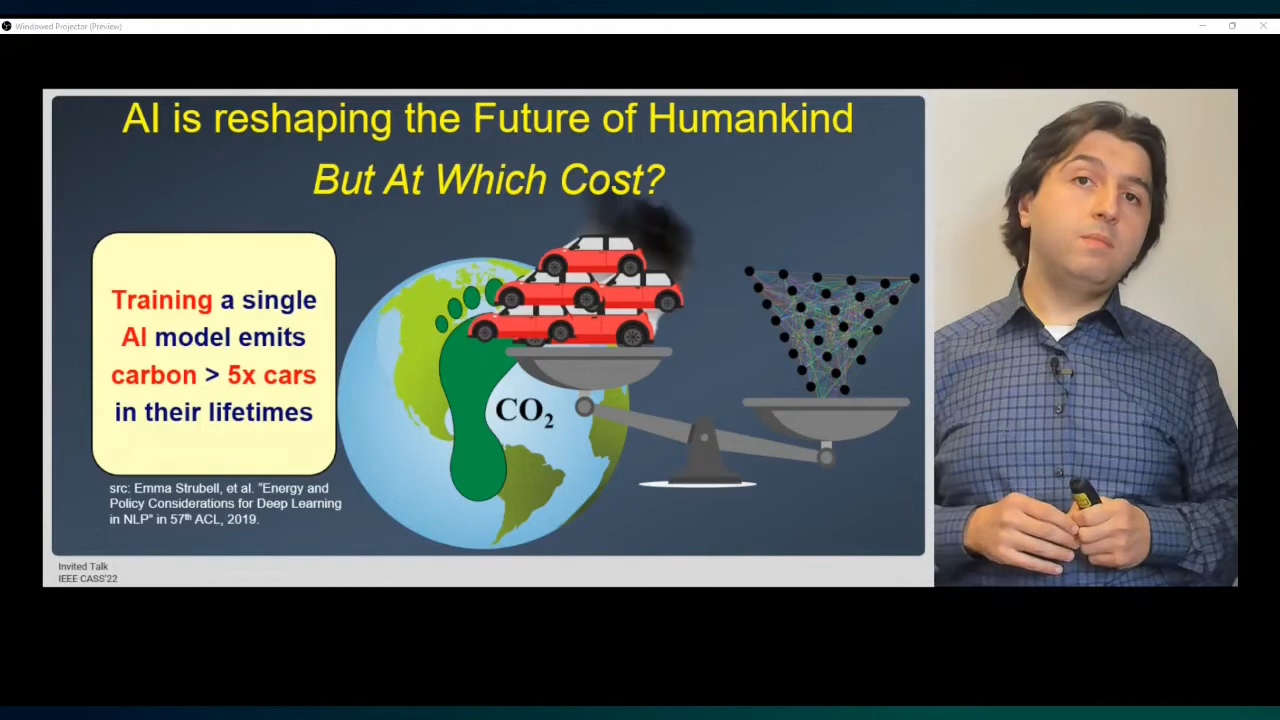 Windowed Projector (Preview)
AI is reshaping the Future of Humankind
But At Which Cost?
Training a single
AI model emits
carbon > 5x cars
in their lifetimes
CO₂
src: Emma Strubell, et al. "Energy and
Policy Considerations for Deep Learning
in NLP" in 57th ACL, 2019.
Invited Talk
IEEE CASS'22